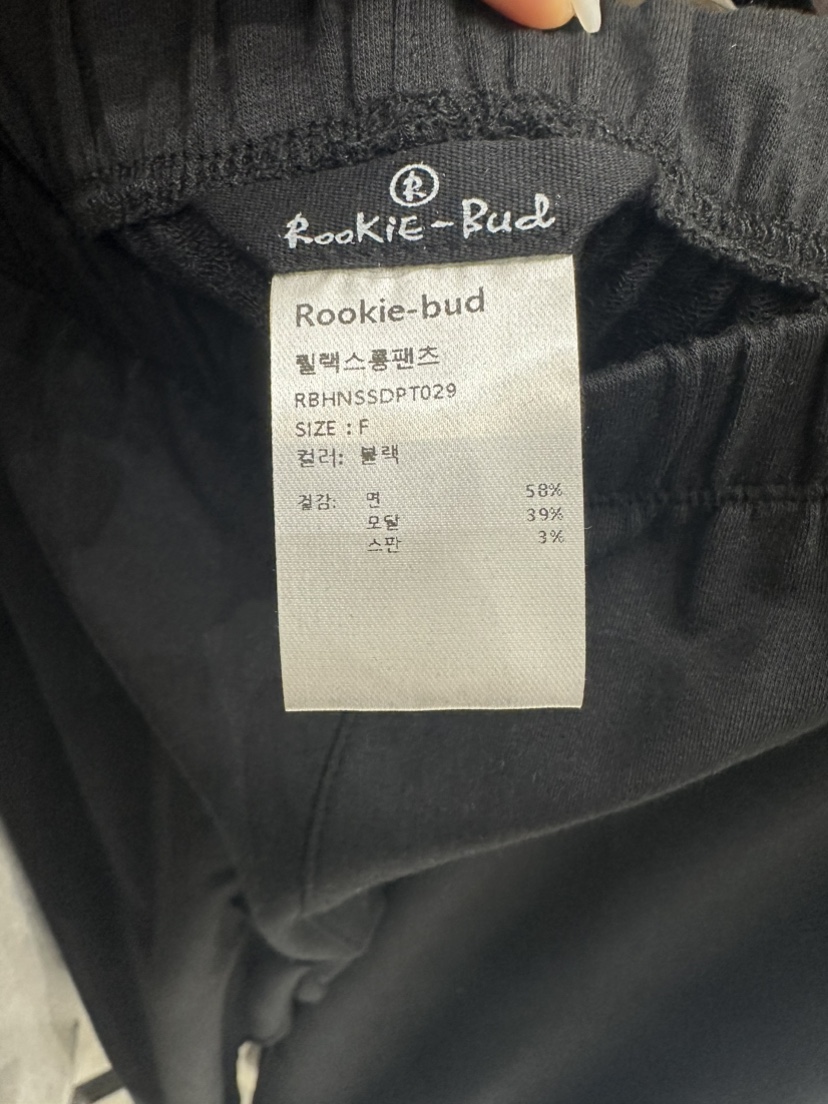 ®
RooKiE-Bud
Rookie-bud
릴랙스롱팬츠
RBHNSSDPT029
SIZE : F
컬러: 블랙
겉감: 면 58%
모달 39%
스판 3%